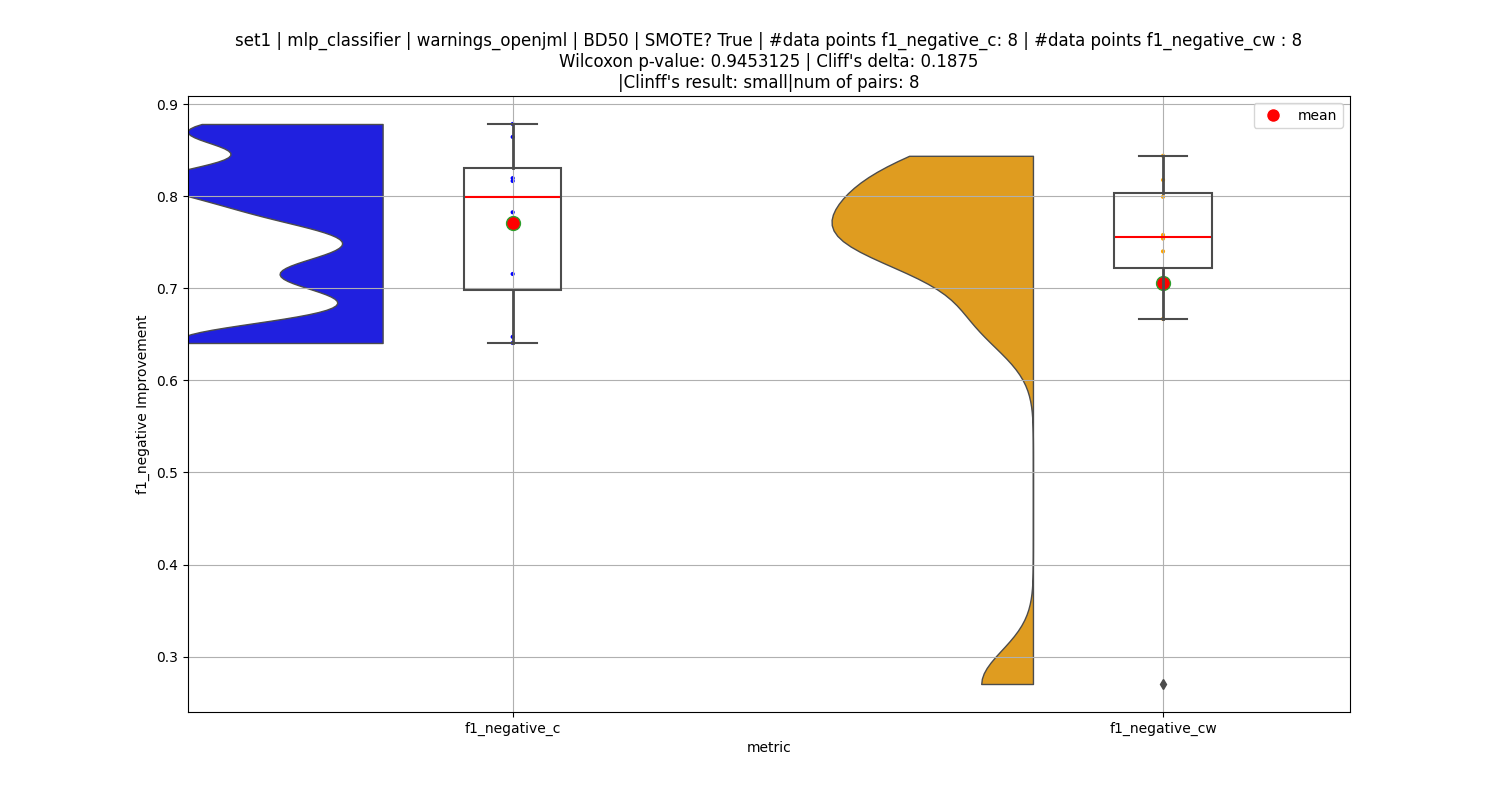 set1 | mlp_classifier | warnings_openjml | BD50 | SMOTE? True | #data points f1_negative_c: 8 | #data points f1_negative_cw : 8
Wilcoxon p-value: 0.9453125 | Cliff's delta: 0.1875
|Clinff's result: small|num of pairs: 8
mean
0.9
0.8
0.7
0.6
0.5
0.4
0.3
f1_negative Improvement
f1_negative_c
f1_negative_cw
metric